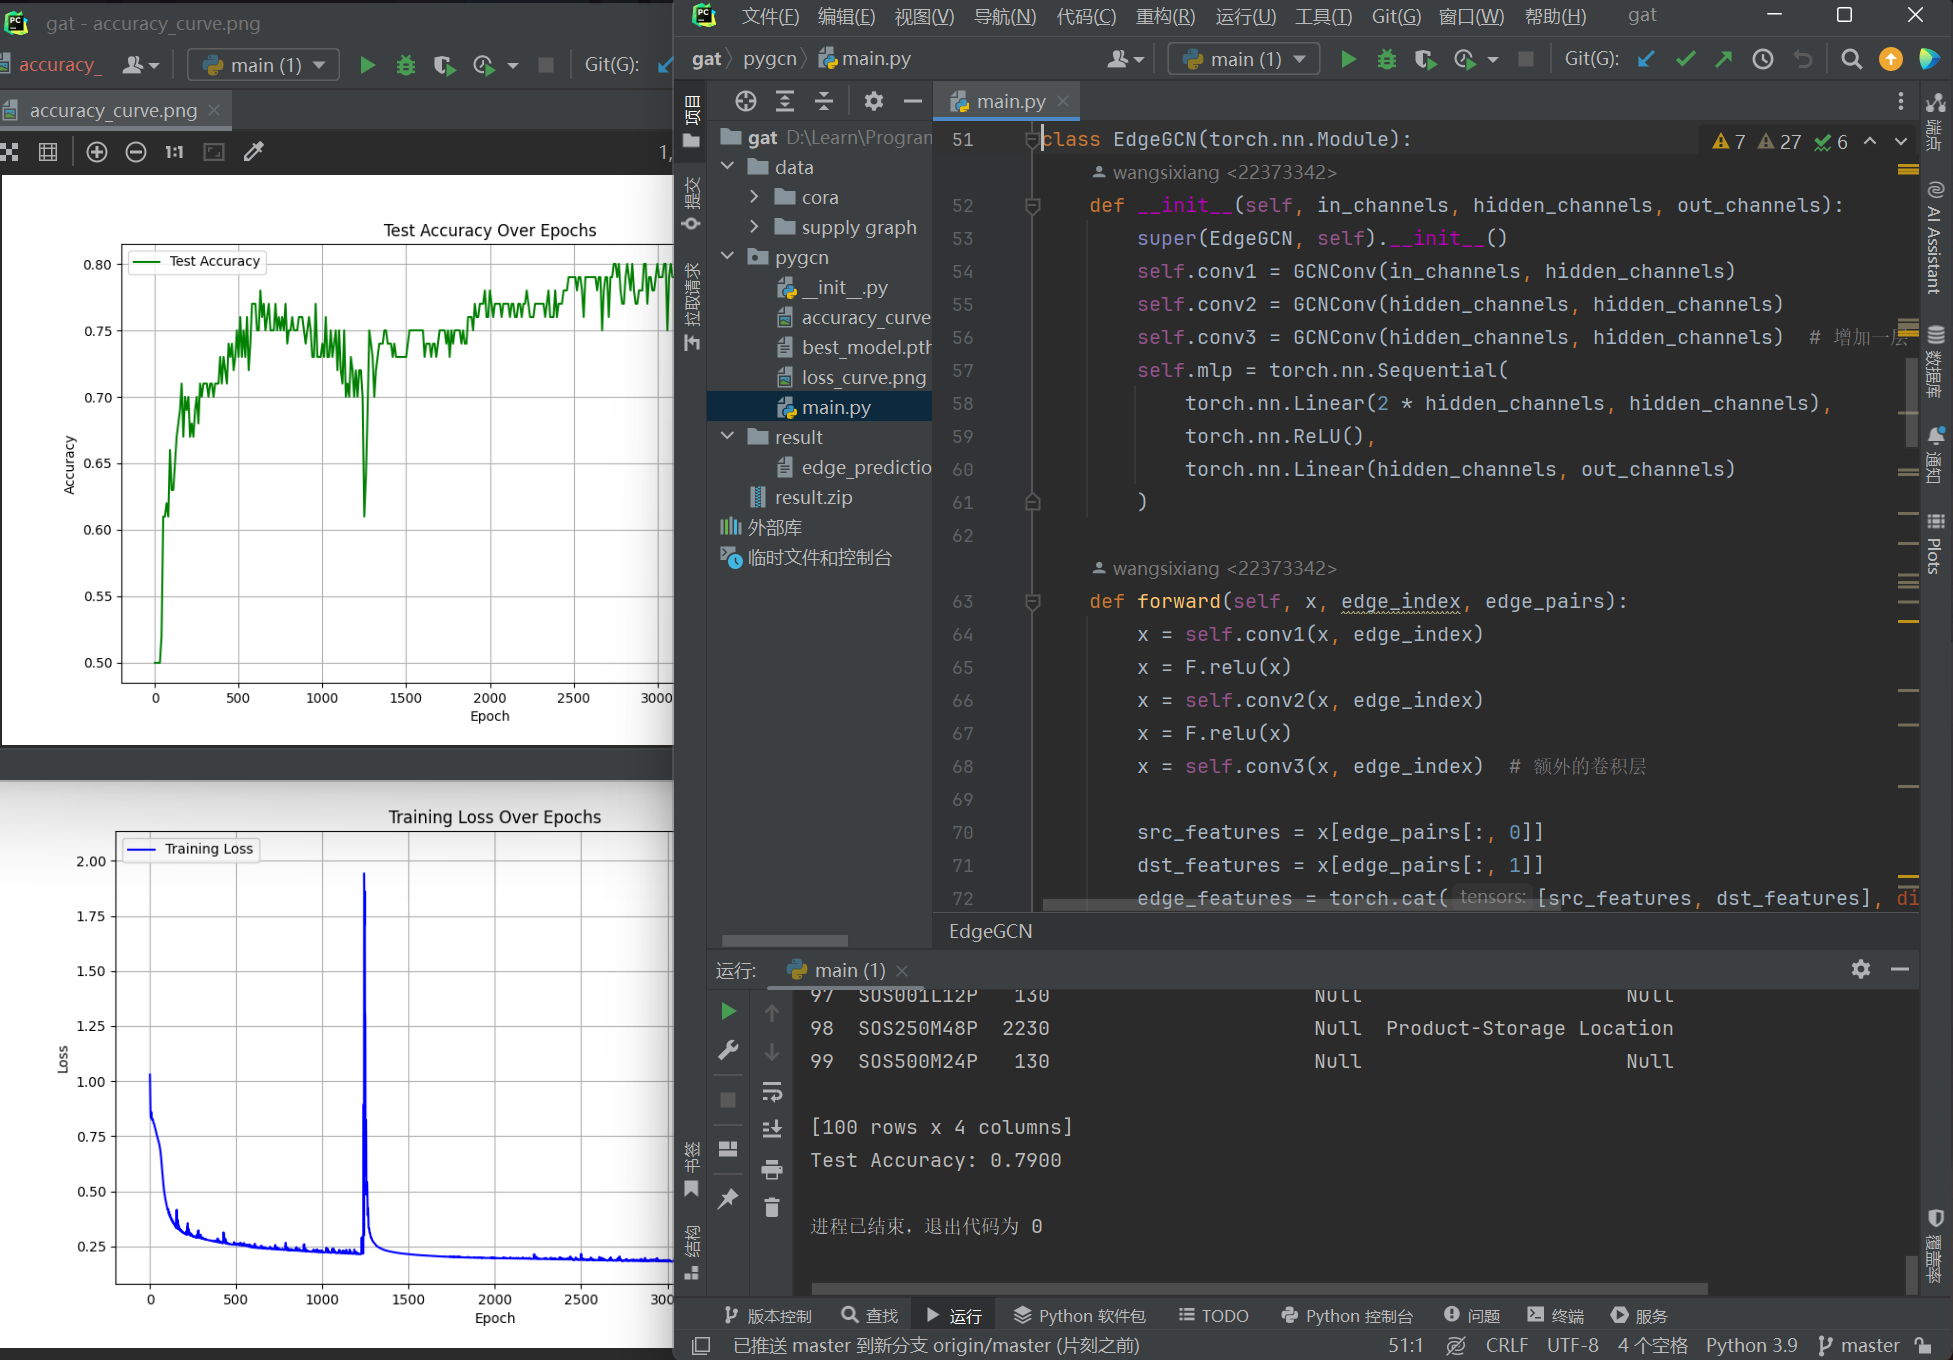 gat - accuracy_curve.png
accuracy_
main (1)
Git(G):
accuracy_curve.png
1:1
1,
Test Accuracy Over Epochs
Test Accuracy
0.80
0.75
0.70
0.65
0.60
0.55
0.50
Accuracy
0 500 1000 1500 2000 2500 3000
Epoch
Training Loss Over Epochs
Training Loss
2.00
1.75
1.50
1.25
1.00
0.75
0.50
0.25
Loss
0 500 1000 1500 2000 2500 300
Epoch
文件(F) 编辑(E) 视图(V) 导航(N) 代码(C) 重构(R) 运行(U) 工具(T) Git(G) 窗口(W) 帮助(H) gat
gat pygcn main.py
main (1)
Git(G):
项目
提交
拉取请求
书签
结构
gat D:\Learn\Program
data
cora
supply graph
pygcn
__init__.py
accuracy_curve
best_model.pth
loss_curve.png
main.py
result
edge_predictio
result.zip
外部库
临时文件和控制台
main.py
7 27 6
51 class EdgeGCN(torch.nn.Module):
wangsixiang <22373342>
52 def __init__(self, in_channels, hidden_channels, out_channels):
53 super(EdgeGCN, self).__init__()
54 self.conv1 = GCNConv(in_channels, hidden_channels)
55 self.conv2 = GCNConv(hidden_channels, hidden_channels)
56 self.conv3 = GCNConv(hidden_channels, hidden_channels) # 增加一层
57 self.mlp = torch.nn.Sequential(
58 torch.nn.Linear(2 * hidden_channels, hidden_channels),
59 torch.nn.ReLU(),
60 torch.nn.Linear(hidden_channels, out_channels)
61 )
62
wangsixiang <22373342>
63 def forward(self, x, edge_index, edge_pairs):
64 x = self.conv1(x, edge_index)
65 x = F.relu(x)
66 x = self.conv2(x, edge_index)
67 x = F.relu(x)
68 x = self.conv3(x, edge_index) # 额外的卷积层
69
70 src_features = x[edge_pairs[:, 0]]
71 dst_features = x[edge_pairs[:, 1]]
72 edge_features = torch.cat( tensors: [src_features, dst_features], di
EdgeGCN
端点
AI Assistant
数据库
通知
Plots
覆盖率
运行: main (1)
97 SOS001L12P 130 Null Null
98 SOS250M48P 2230 Null Product-Storage Location
99 SOS500M24P 130 Null Null
[100 rows x 4 columns]
Test Accuracy: 0.7900
进程已结束，退出代码为 0
版本控制 查找 运行 Python 软件包 TODO Python 控制台 问题 终端 服务
已推送 master 到新分支 origin/master (片刻之前) 51:1 CRLF UTF-8 4 个空格 Python 3.9 master